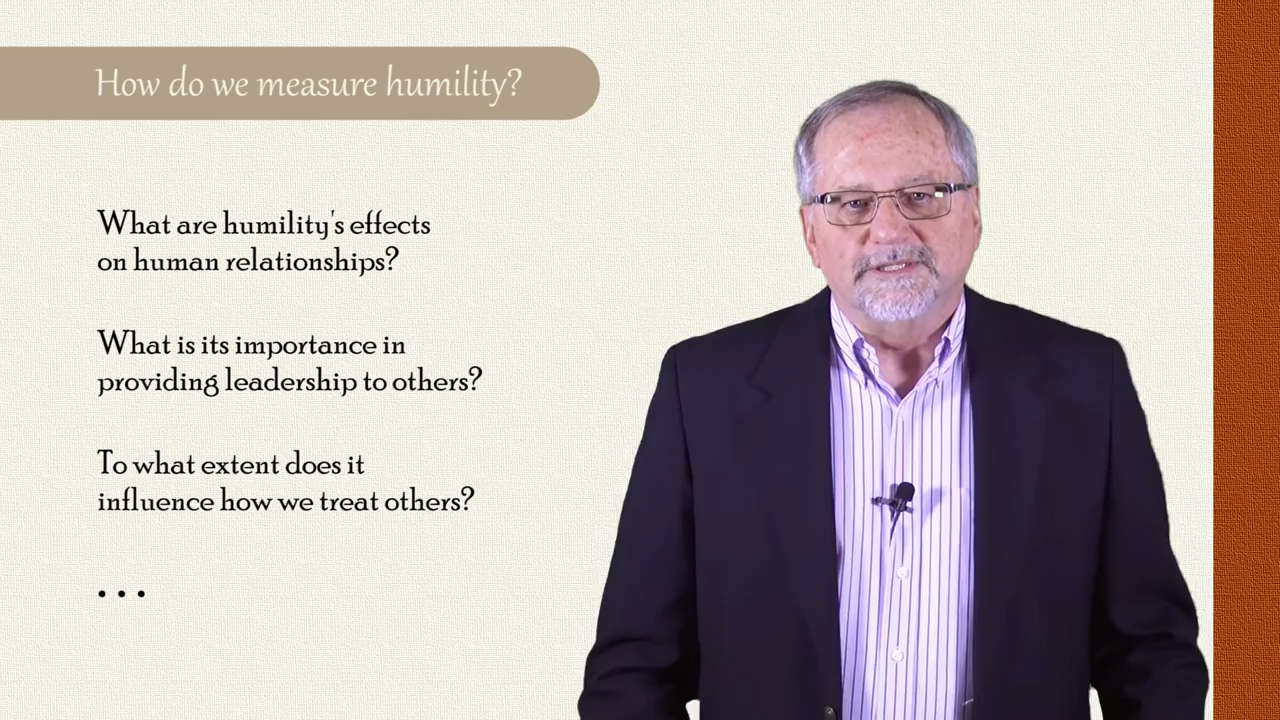 How do we measure humility?
What are humility's effects
on human relationships?
What is its importance in
providing leadership to others?
To what extent does it
influence how we treat others?
...